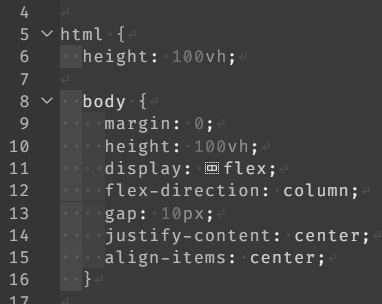 4
5 html {
6   height: 100vh;
7
8   body {
9     margin: 0;
10     height: 100vh;
11     display: flex;
12     flex-direction: column;
13     gap: 10px;
14     justify-content: center;
15     align-items: center;
16   }
17